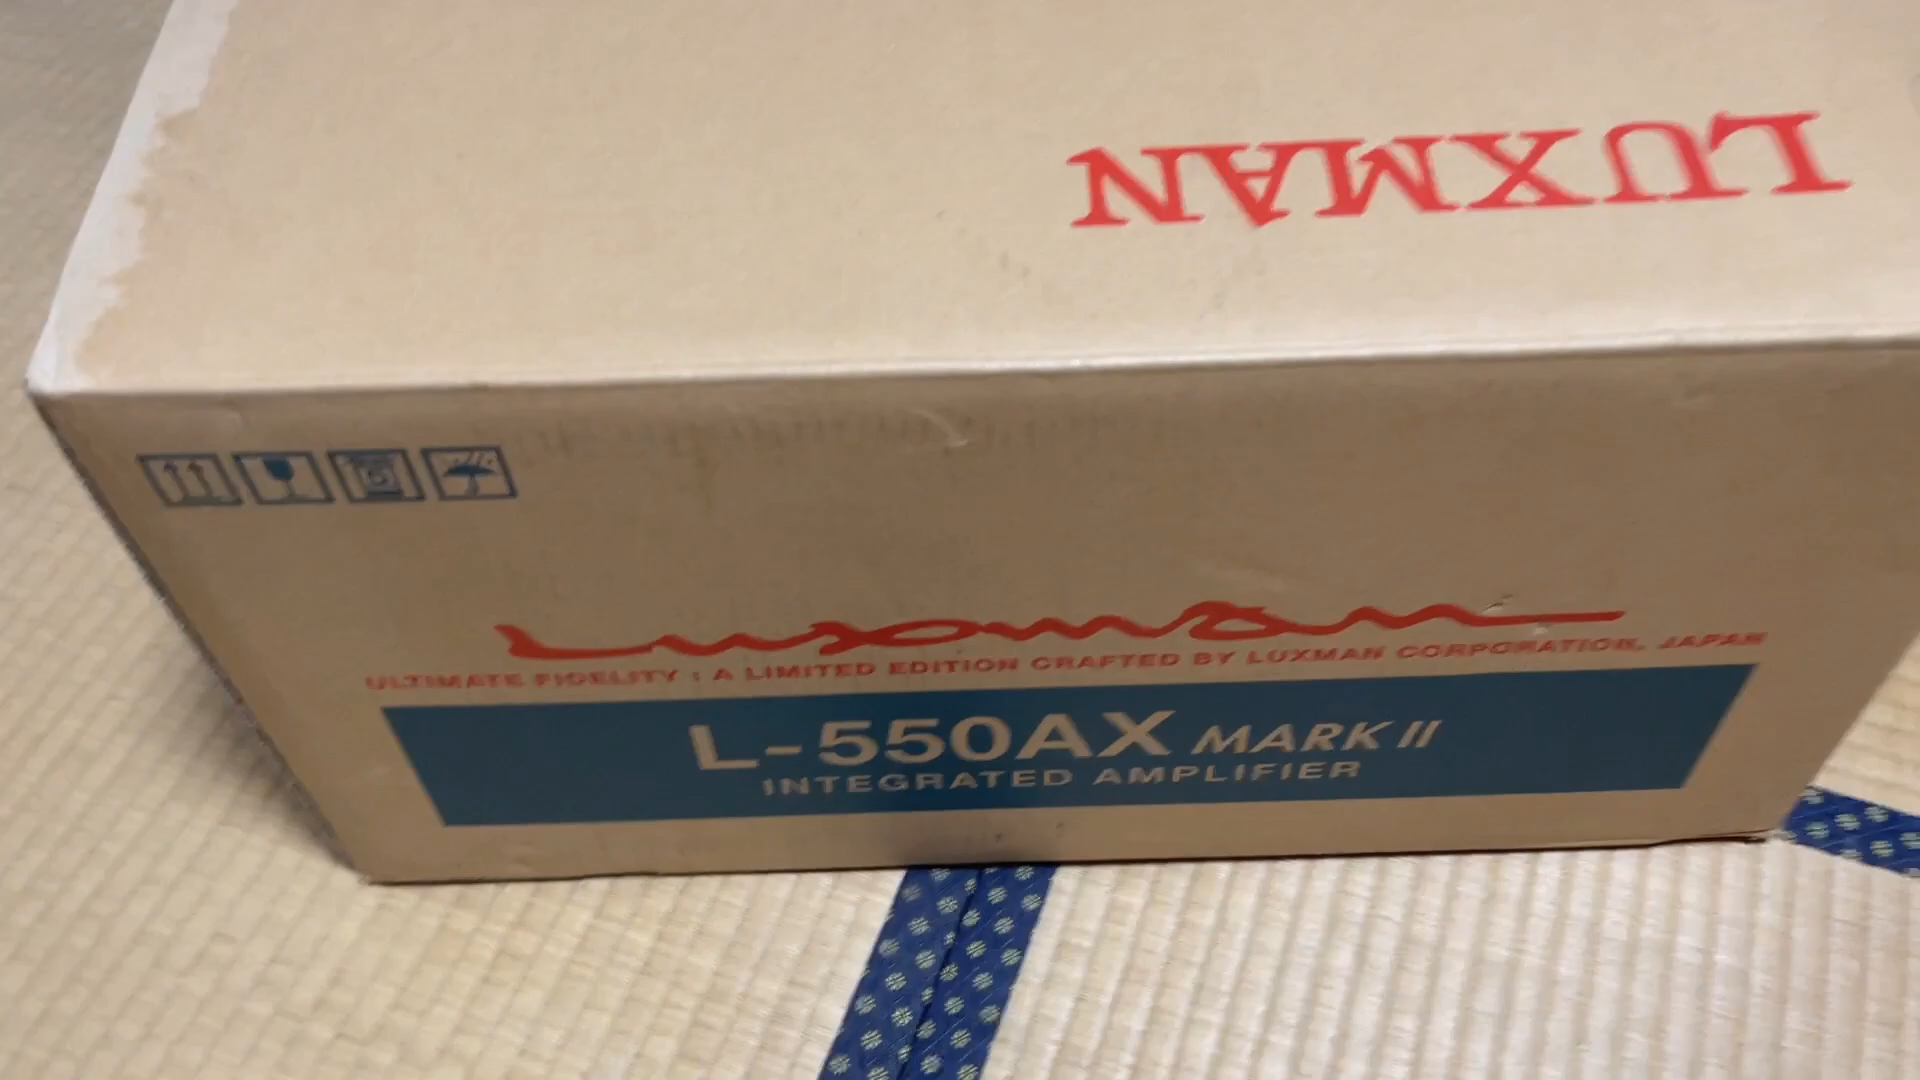 LUXMAN
Luxman
ULTIMATE FIDELITY : A LIMITED EDITION CRAFTED BY LUXMAN CORPORATION, JAPAN
L-550AX MARK II
INTEGRATED AMPLIFIER